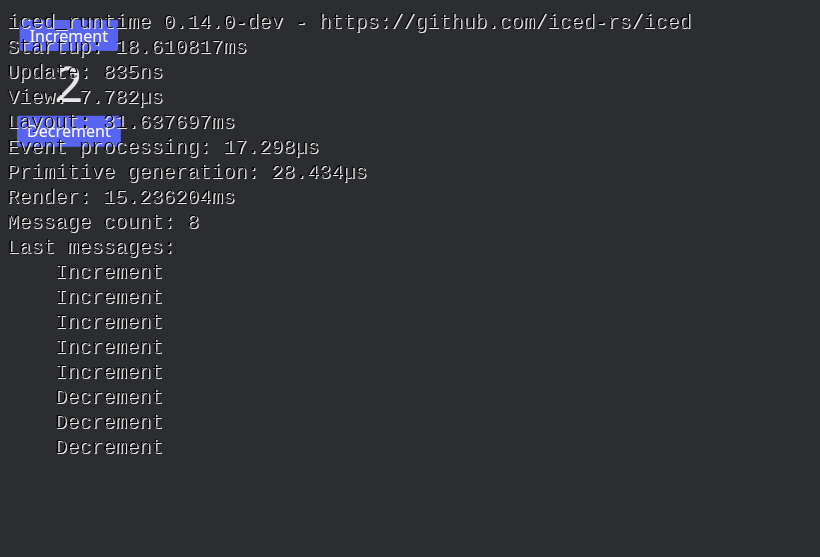 iced_runtime 0.14.0-dev - https://github.com/iced-rs/iced
Increment
Startup: 18.610817ms
Update: 835ns
2
View: 7.782µs
Layout: 31.637697ms
Decrement
Event processing: 17.298µs
Primitive generation: 28.434µs
Render: 15.236204ms
Message count: 8
Last messages:
Increment
Increment
Increment
Increment
Increment
Decrement
Decrement
Decrement